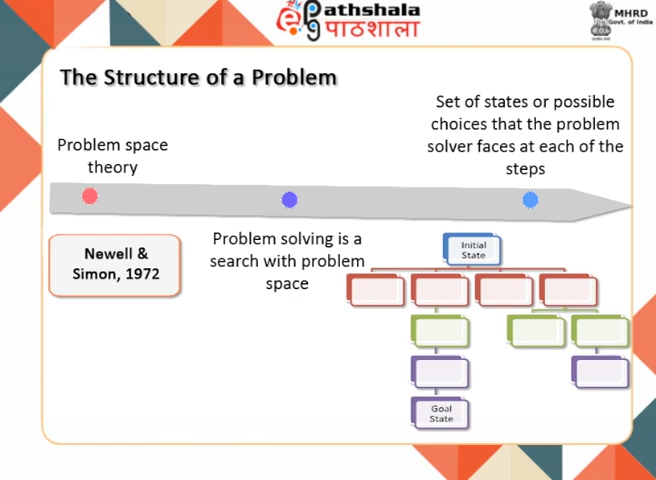 ePathshala
पाठशाला
MHRD
Govt. of India
The Structure of a Problem
Problem space
theory
Set of states or possible
choices that the problem
solver faces at each of the
steps
Newell &
Simon, 1972
Problem solving is a
search with problem
space
Initial
State
Goal
State